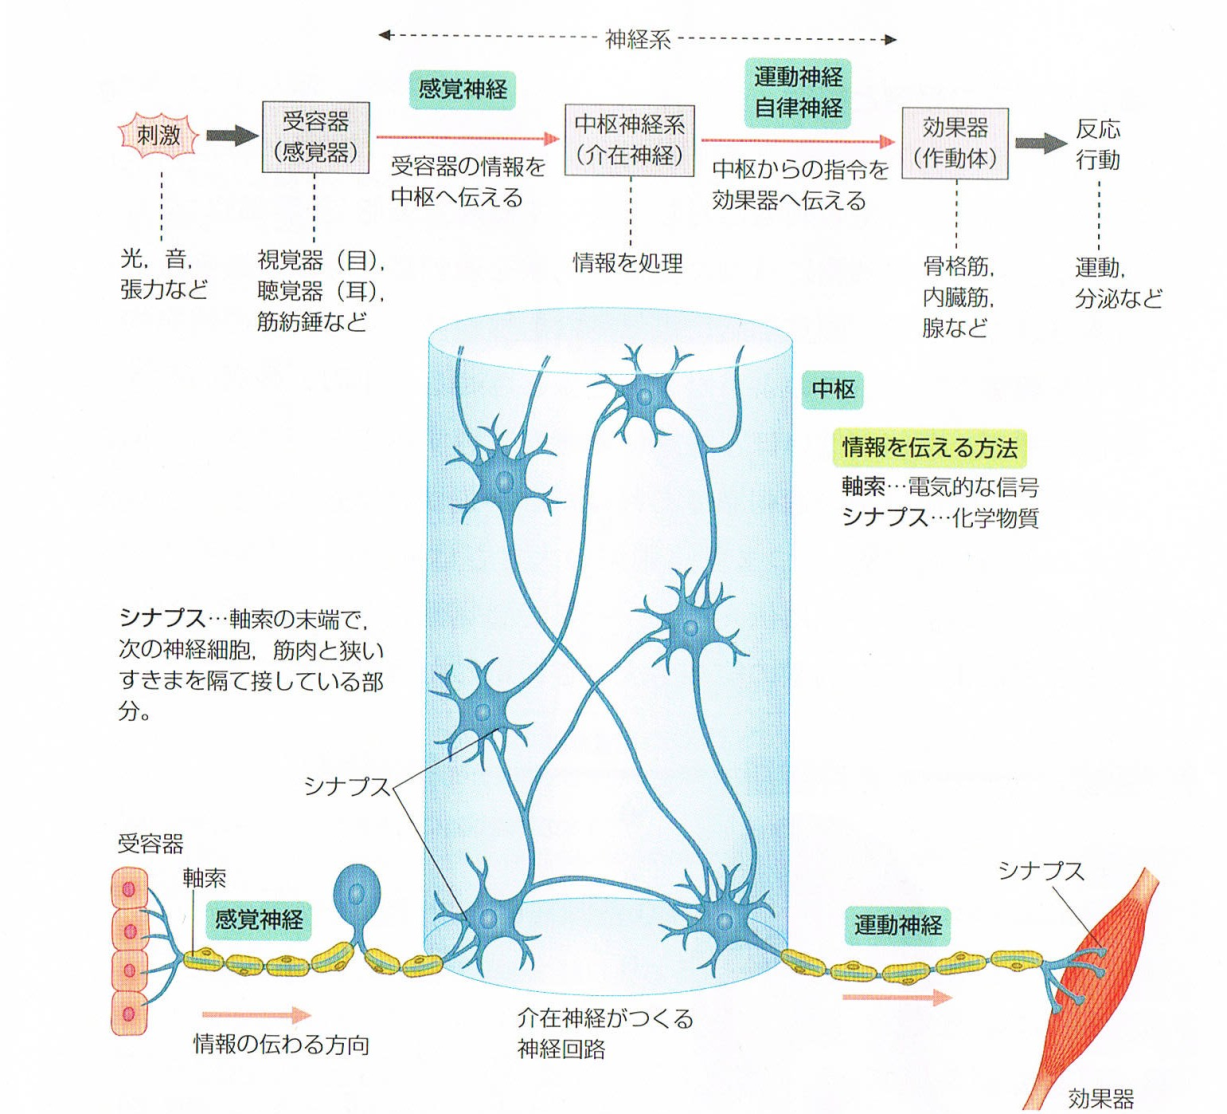 神経系
感覚神経
運動神経
自律神経
刺激
受容器
(感覚器)
中枢神経系
(介在神経)
効果器
(作動体)
反応
行動
受容器の情報を
中枢へ伝える
中枢からの指令を
効果器へ伝える
光，音，
張力など
視覚器（目），
聴覚器（耳），
筋紡錘など
情報を処理
骨格筋，
内臓筋，
腺など
運動，
分泌など
中枢
情報を伝える方法
軸索…電気的な信号
シナプス…化学物質
シナプス…軸索の末端で，
次の神経細胞，筋肉と狭い
すきまを隔て接している部
分。
シナプス
受容器
軸索
感覚神経
情報の伝わる方向
介在神経がつくる
神経回路
運動神経
シナプス
効果器